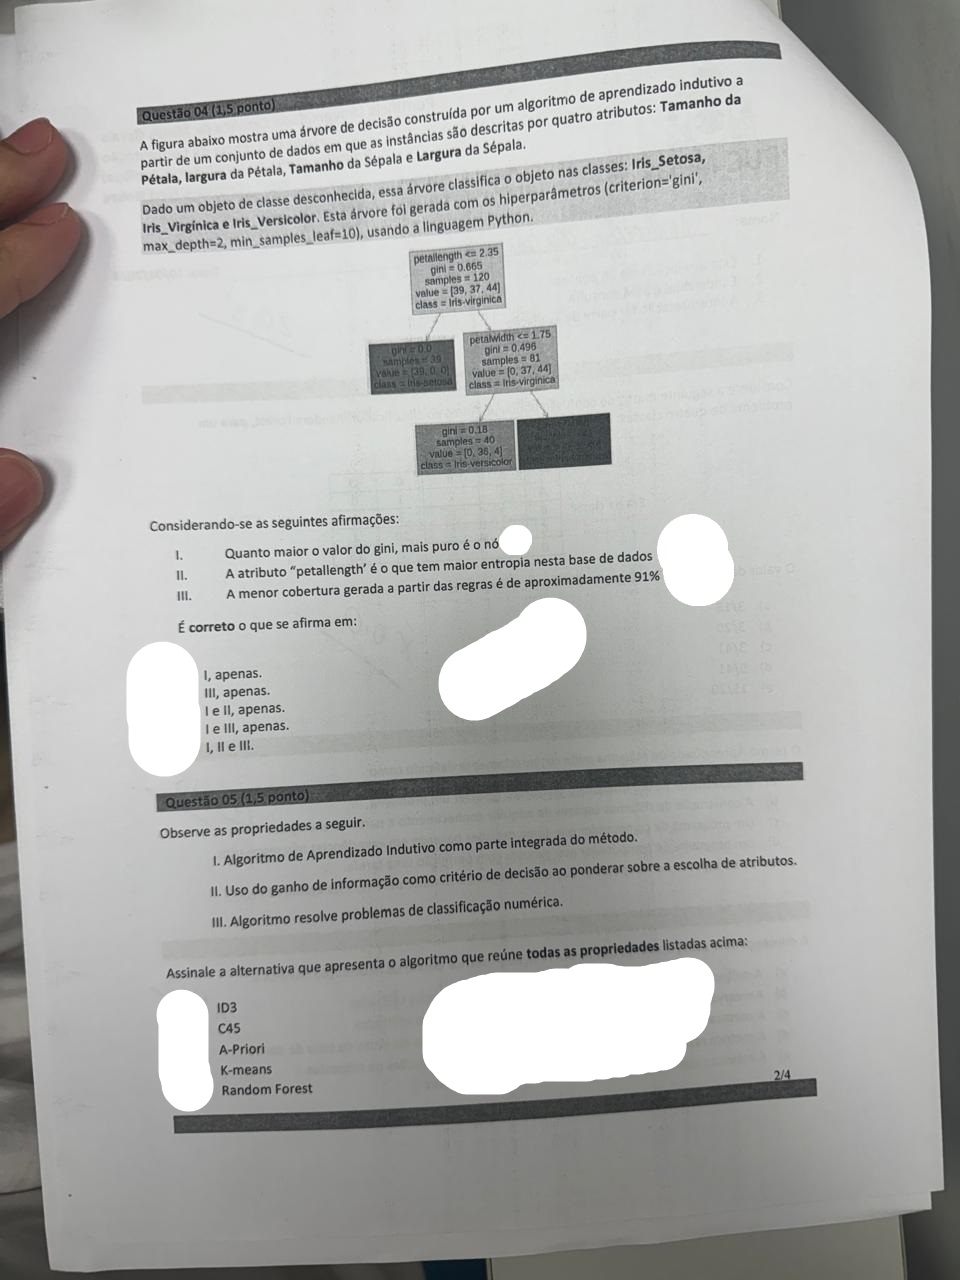 Questão 04 (1,5 ponto)
A figura abaixo mostra uma árvore de decisão construída por um algoritmo de aprendizado indutivo a
partir de um conjunto de dados em que as instâncias são descritas por quatro atributos: Tamanho da
Pétala, largura da Pétala, Tamanho da Sépala e Largura da Sépala.
Dado um objeto de classe desconhecida, essa árvore classifica o objeto nas classes: Iris_Setosa,
Iris_Virgínica e Iris_Versicolor. Esta árvore foi gerada com os hiperparâmetros (criterion='gini',
max_depth=2, min_samples_leaf=10), usando a linguagem Python.
petallength <= 2.35
gini = 0.665
samples = 120
value = [39, 37, 44]
class = Iris-virginica
gini = 0.0
samples = 39
value = [39, 0, 0]
class = Iris-setosa
petalwidth <= 1.75
gini = 0.496
samples = 81
value = [0, 37, 44]
class = Iris-virginica
gini = 0.18
samples = 40
value = [0, 36, 4]
class = Iris-versicolor
Considerando-se as seguintes afirmações:
I. Quanto maior o valor do gini, mais puro é o nó
II. A atributo "petallength' é o que tem maior entropia nesta base de dados
III. A menor cobertura gerada a partir das regras é de aproximadamente 91%
É correto o que se afirma em:
I, apenas.
III, apenas.
I e II, apenas.
I e III, apenas.
I, II e III.
Questão 05 (1,5 ponto)
Observe as propriedades a seguir.
I. Algoritmo de Aprendizado Indutivo como parte integrada do método.
II. Uso do ganho de informação como critério de decisão ao ponderar sobre a escolha de atributos.
III. Algoritmo resolve problemas de classificação numérica.
Assinale a alternativa que apresenta o algoritmo que reúne todas as propriedades listadas acima:
ID3
C45
A-Priori
K-means
Random Forest
2/4